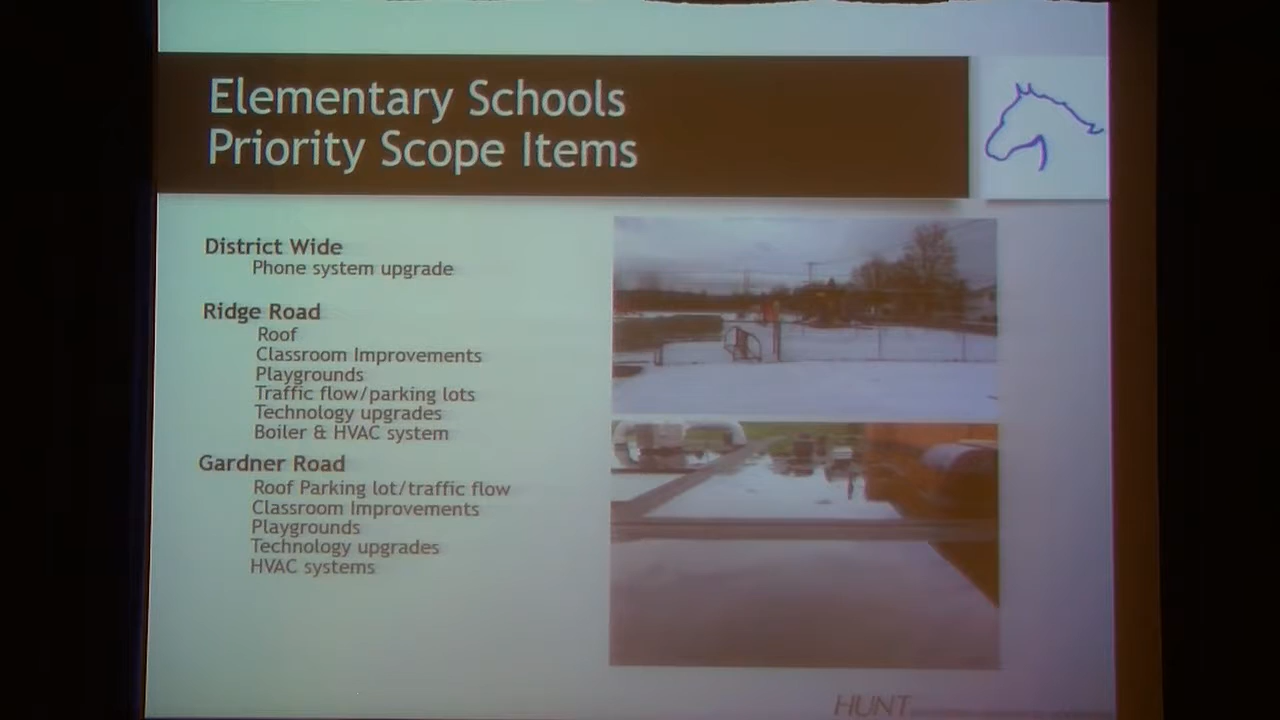 Elementary Schools
Priority Scope Items
District Wide
Phone system upgrade
Ridge Road
Roof
Classroom Improvements
Playgrounds
Traffic flow/parking lots
Technology upgrades
Boiler & HVAC system
Gardner Road
Roof Parking lot/traffic flow
Classroom Improvements
Playgrounds
Technology upgrades
HVAC systems
HUNT